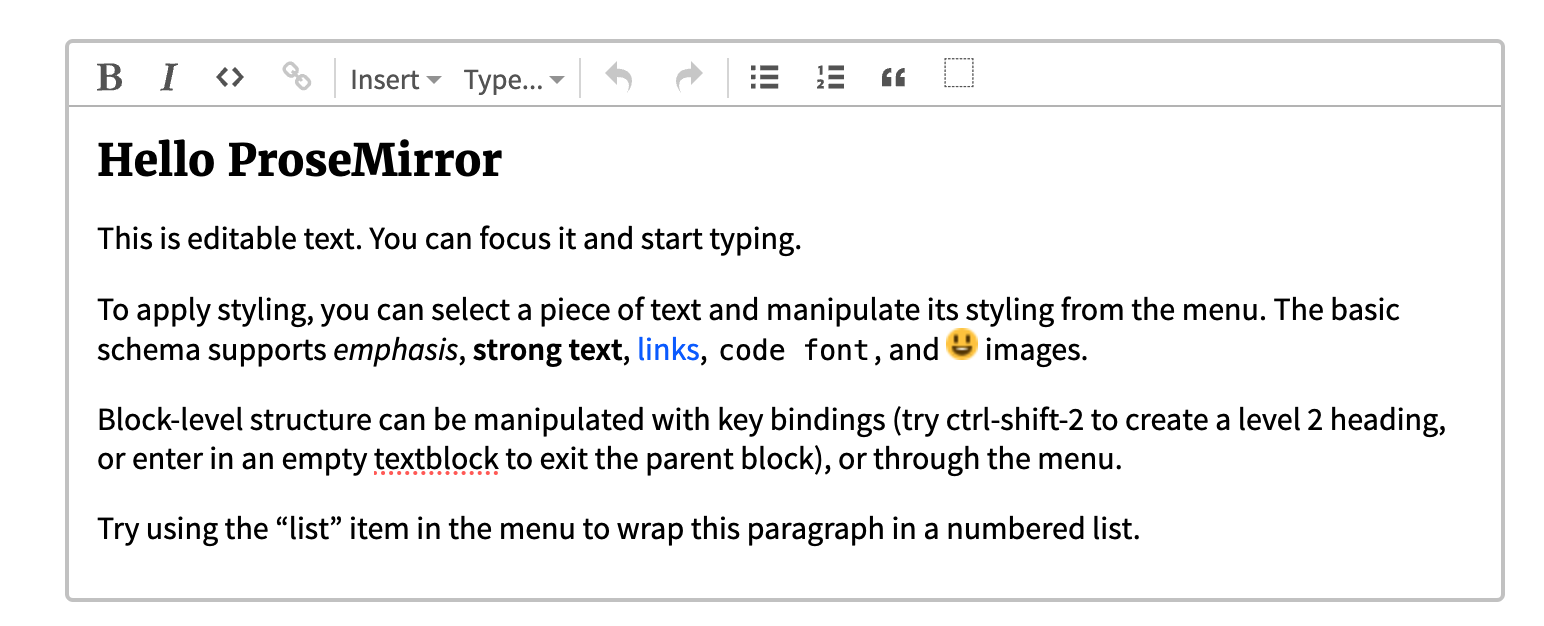 B I <> Insert Type...
Hello ProseMirror
This is editable text. You can focus it and start typing.
To apply styling, you can select a piece of text and manipulate its styling from the menu. The basic
schema supports emphasis, strong text, links, code font, and 😃 images.
Block-level structure can be manipulated with key bindings (try ctrl-shift-2 to create a level 2 heading,
or enter in an empty textblock to exit the parent block), or through the menu.
Try using the “list” item in the menu to wrap this paragraph in a numbered list.